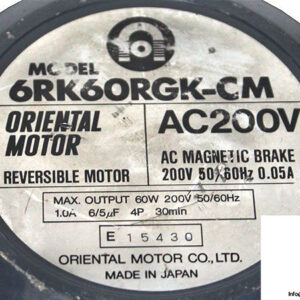 MODEL
6RK60RGK-CM
ORIENTAL MOTOR
AC200V
REVERSIBLE MOTOR
AC MAGNETIC BRAKE
200V 50/60Hz 0.05A
MAX. OUTPUT 60W 200V 50/60Hz
1.0A 6/5μF 4P 30min
E 15430
ORIENTAL MOTOR CO., LTD.
MADE IN JAPAN